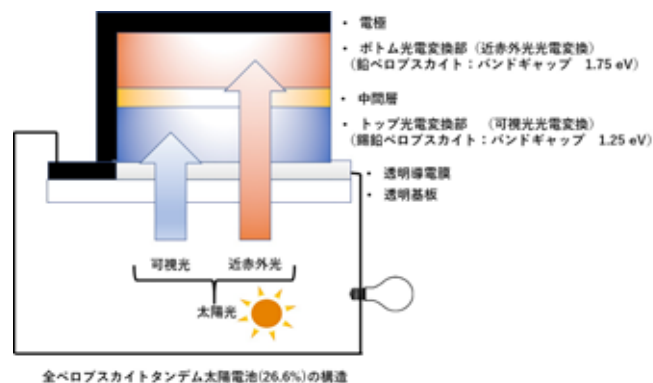 ・ 電極
・ ボトム光電変換部（近赤外光光電変換）
（鉛ペロブスカイト：バンドギャップ 1.75 eV）
・ 中間層
・ トップ光電変換部 （可視光光電変換）
（錫鉛ペロブスカイト：バンドギャップ 1.25 eV）
・ 透明導電膜
・ 透明基板
可視光 近赤外光
太陽光
全ペロブスカイトタンデム太陽電池(26.6%)の構造